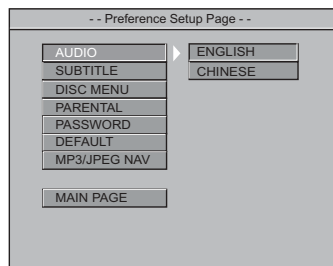 - - Preference Setup Page - -
AUDIO
SUBTITLE
DISC MENU
PARENTAL
PASSWORD
DEFAULT
MP3/JPEG NAV
MAIN PAGE
ENGLISH
CHINESE